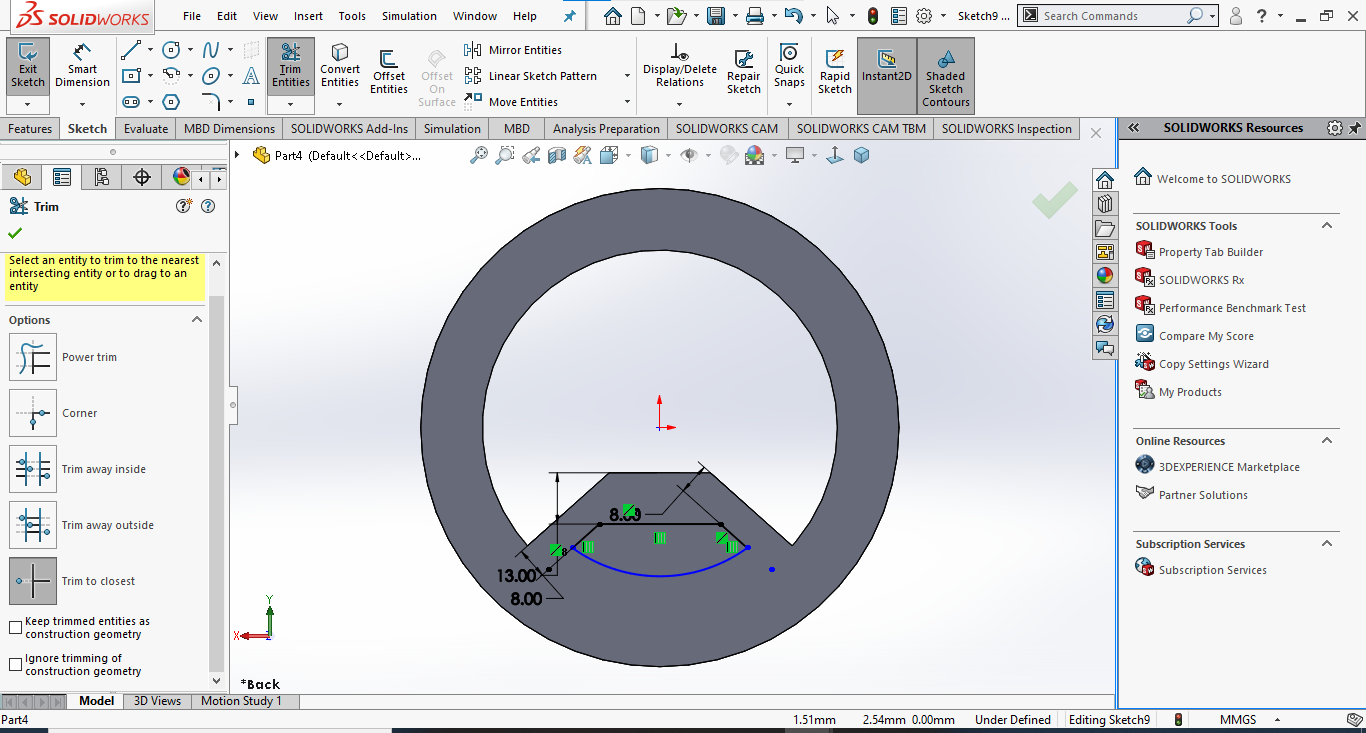 SOLIDWORKS
File Edit View Insert Tools Simulation Window Help
Sketch9 ...
Search Commands
?
Exit Sketch
Smart Dimension
Trim Entities
Convert Entities
Offset Entities
Offset On Surface
Mirror Entities
Linear Sketch Pattern
Move Entities
Display/Delete Relations
Repair Sketch
Quick Snaps
Rapid Sketch
Instant2D
Shaded Sketch Contours
Features Sketch Evaluate MBD Dimensions SOLIDWORKS Add-Ins Simulation MBD Analysis Preparation SOLIDWORKS CAM SOLIDWORKS CAM TBM SOLIDWORKS Inspection
Part4 (Default<<Default>...
Trim
Select an entity to trim to the nearest
intersecting entity or to drag to an
entity
Options
Power trim
Corner
Trim away inside
Trim away outside
Trim to closest
Keep trimmed entities as
construction geometry
Ignore trimming of
construction geometry
8.00
8
13.00
8.00
Y
X
*Back
SOLIDWORKS Resources
Welcome to SOLIDWORKS
SOLIDWORKS Tools
Property Tab Builder
SOLIDWORKS Rx
Performance Benchmark Test
Compare My Score
Copy Settings Wizard
My Products
Online Resources
3DEXPERIENCE Marketplace
Partner Solutions
Subscription Services
Subscription Services
Model 3D Views Motion Study 1
Part4
1.51mm 2.54mm 0.00mm Under Defined Editing Sketch9 MMGS